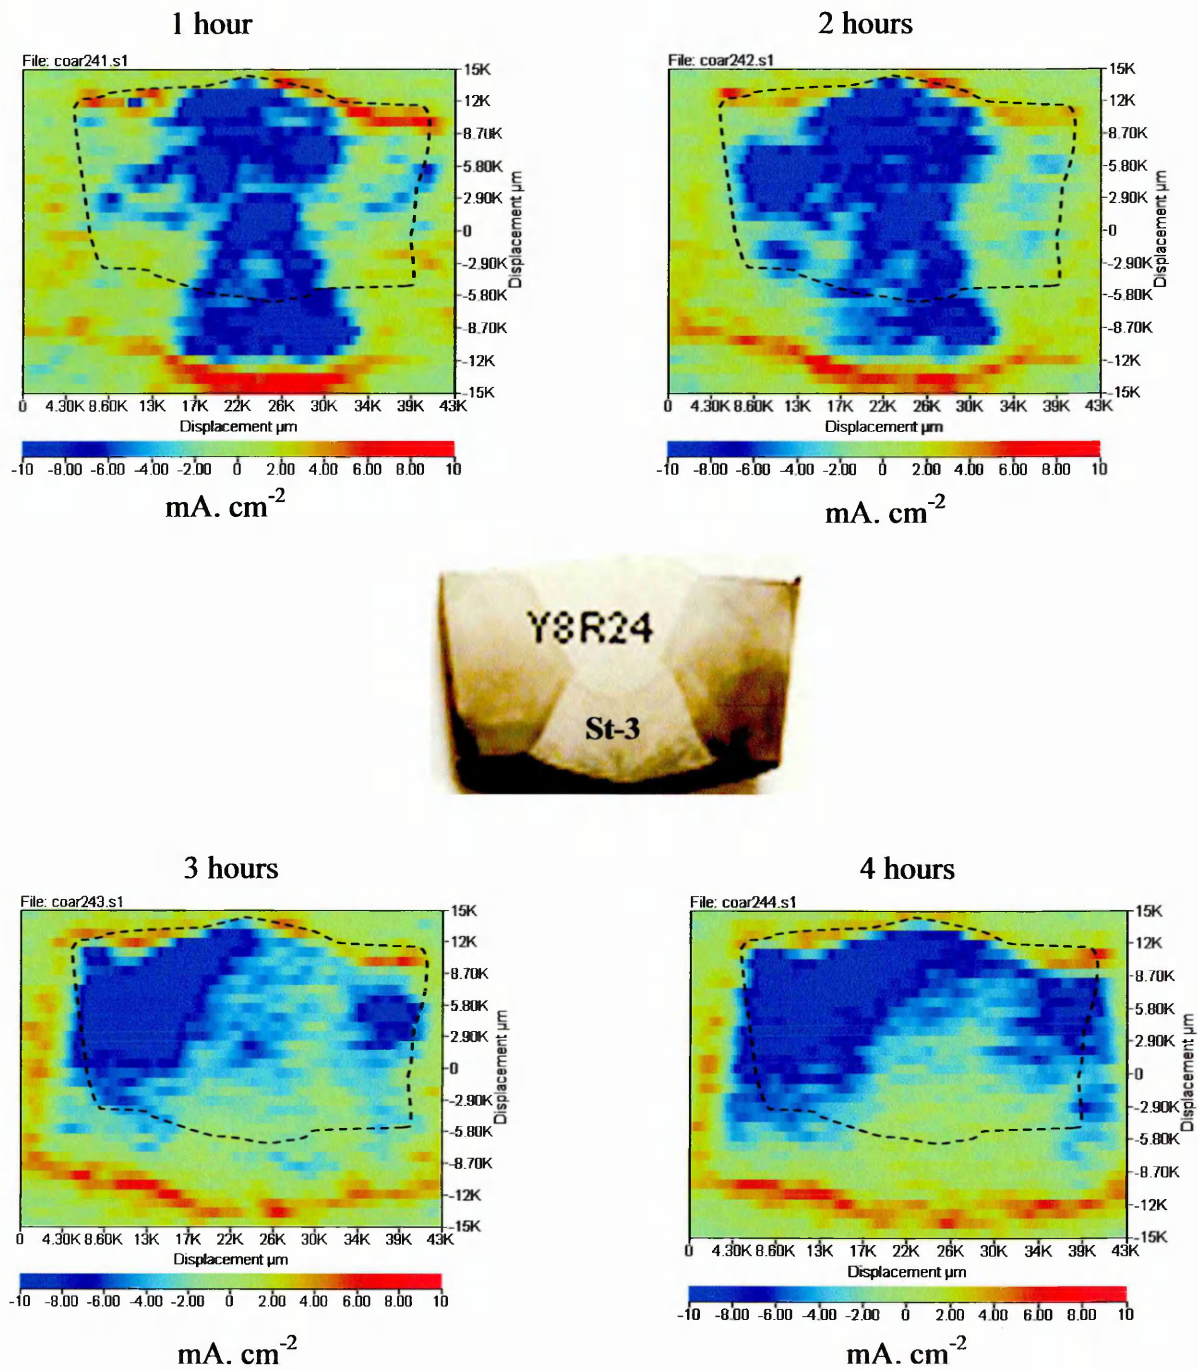 1 hour
2 hours
File: coar241.s1
File: coar242.s1
15K
12K
8.70K
5.80K
2.90K
0
-2.90K
-5.80K
-8.70K
-12K
-15K
Displacement µm
15K
12K
8.70K
5.80K
2.90K
0
-2.90K
-5.80K
-8.70K
-12K
-15K
Displacement µm
0 4.30K 8.60K 13K 17K 22K 26K 30K 34K 39K 43K
0 4.30K 8.60K 13K 17K 22K 26K 30K 34K 39K 43K
Displacement µm
Displacement µm
-10 -8.00 -6.00 -4.00 -2.00 0 2.00 4.00 6.00 8.00 10
-10 -8.00 -6.00 -4.00 -2.00 0 2.00 4.00 6.00 8.00 10
mA. cm-2
mA. cm-2
Y8R24
St-3
3 hours
4 hours
File: coar243.s1
File: coar244.s1
15K
12K
8.70K
5.80K
2.90K
0
-2.90K
-5.80K
-8.70K
-12K
-15K
Displacement µm
15K
12K
8.70K
5.80K
2.90K
0
-2.90K
-5.80K
-8.70K
-12K
-15K
Displacement µm
0 4.30K 8.60K 13K 17K 22K 26K 30K 34K 39K 43K
0 4.30K 8.60K 13K 17K 22K 26K 30K 34K 39K 43K
Displacement µm
Displacement µm
-10 -8.00 -6.00 -4.00 -2.00 0 2.00 4.00 6.00 8.00 10
-10 -8.00 -6.00 -4.00 -2.00 0 2.00 4.00 6.00 8.00 10
mA. cm-2
mA. cm-2